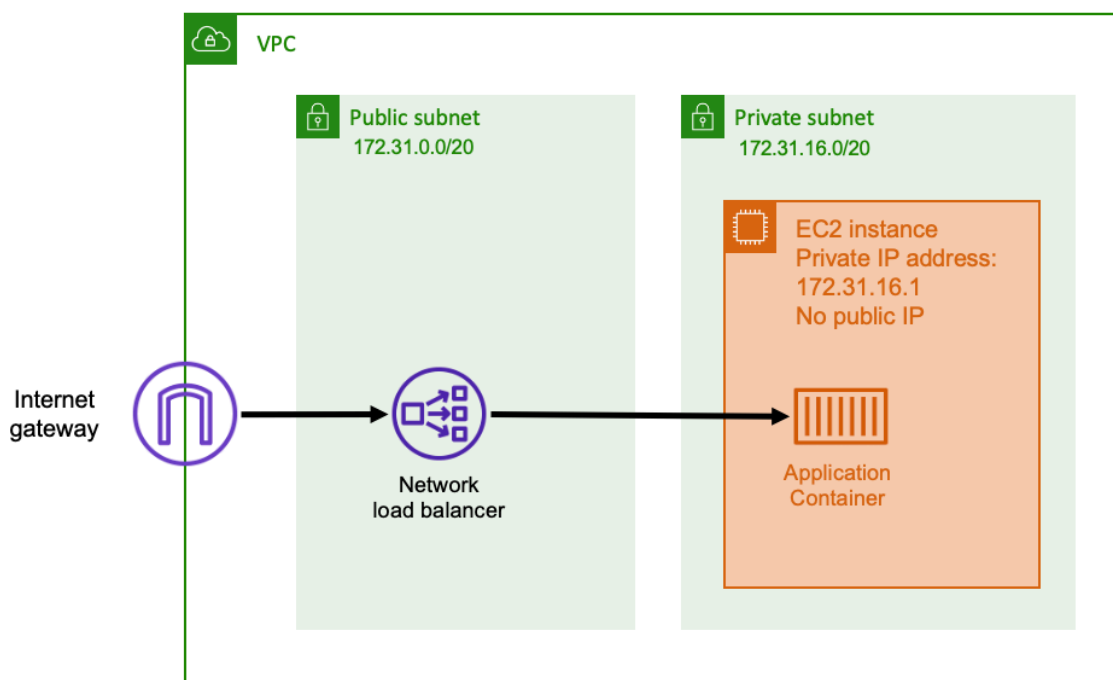 VPC
Public subnet
172.31.0.0/20
Private subnet
172.31.16.0/20
EC2 instance
Private IP address:
172.31.16.1
No public IP
Internet
gateway
Network
load balancer
Application
Container